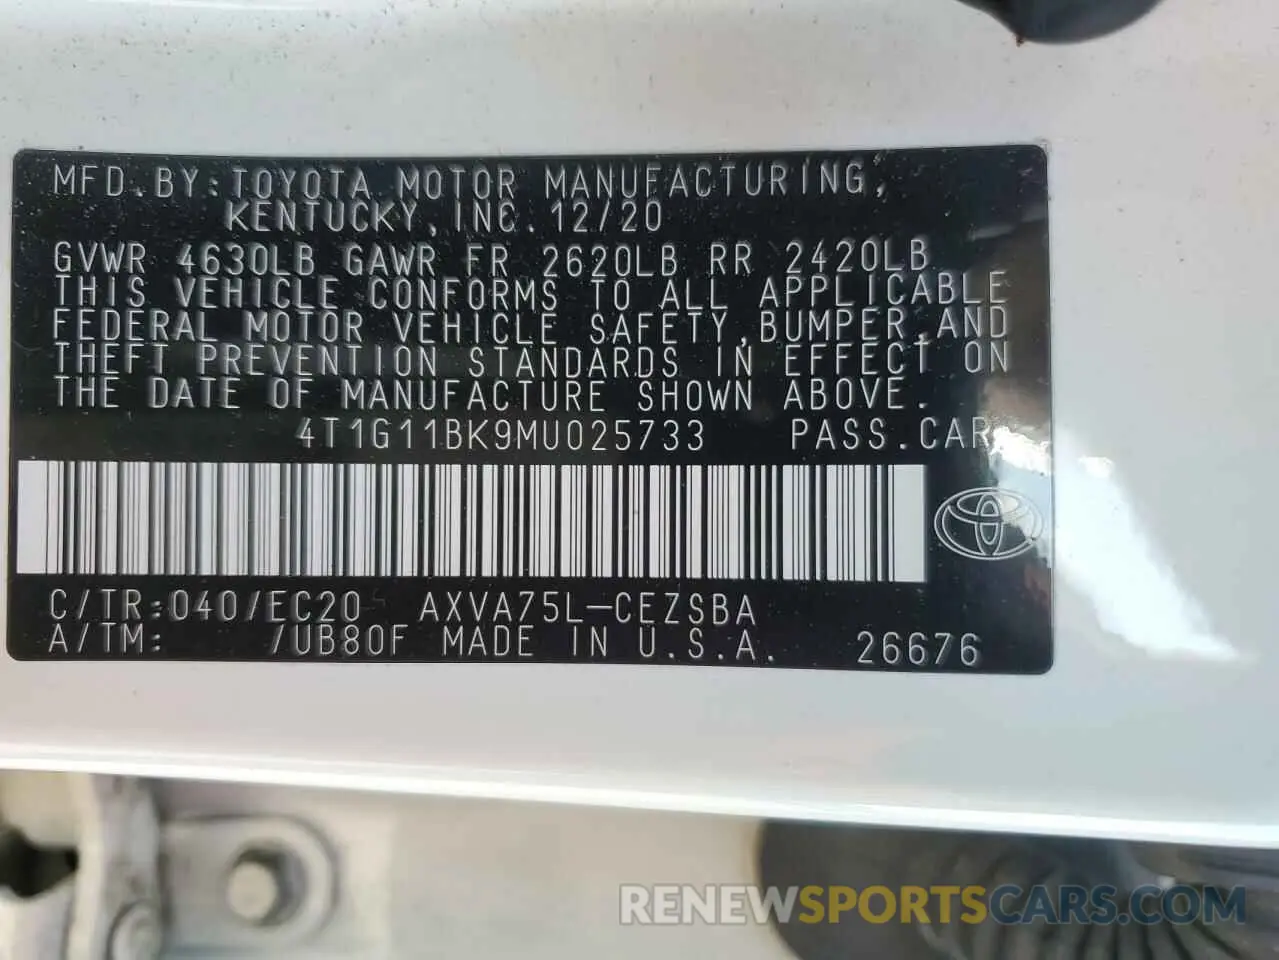 MFD.BY:TOYOTA MOTOR MANUFACTURING,
KENTUCKY,INC. 12/20
GVWR 4630LB GAWR FR 2620LB RR 2420LB
THIS VEHICLE CONFORMS TO ALL APPLICABLE
FEDERAL MOTOR VEHICLE SAFETY,BUMPER,AND
THEFT PREVENTION STANDARDS IN EFFECT ON
THE DATE OF MANUFACTURE SHOWN ABOVE.
4T1G11BK9MU025733 PASS.CAR
C/TR:040/EC20 AXVA75L-CEZSBA
A/TM: /UB80F MADE IN U.S.A. 26676
RENEWSPORTSCARS.COM